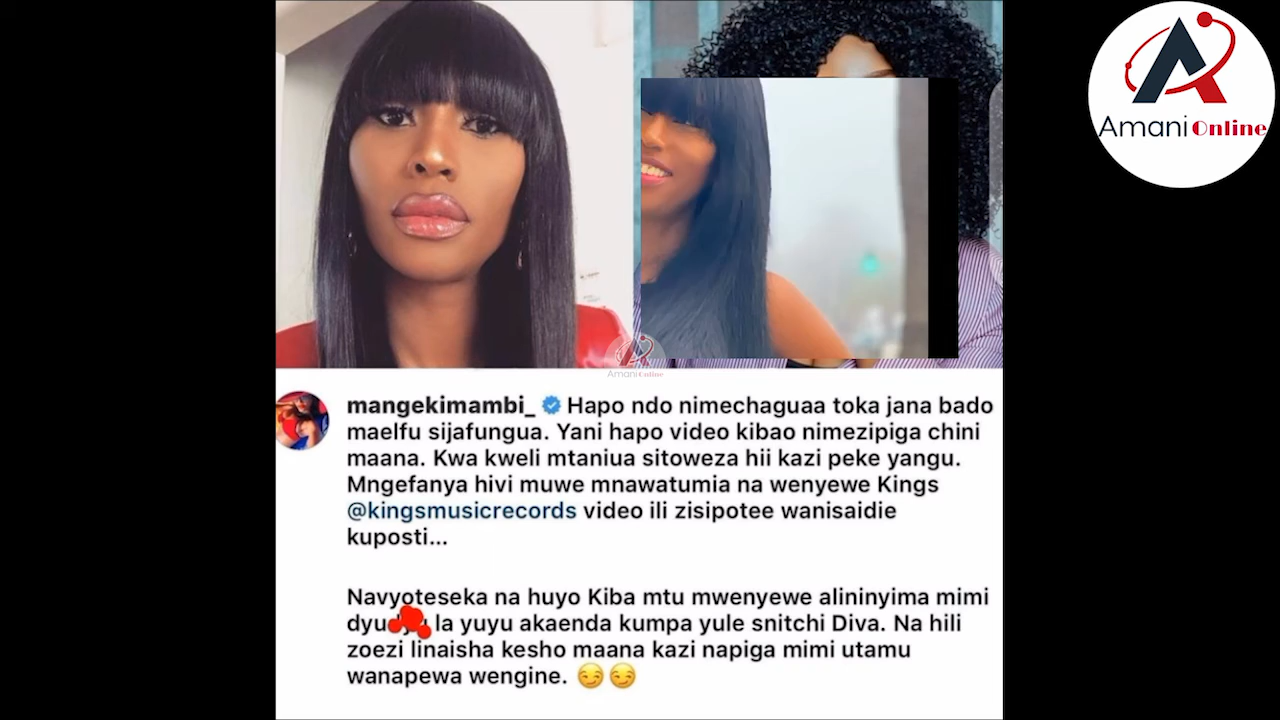 Amani Online
Amani Online
mangekimambi_ Hapo ndo nimechaguaa toka jana bado
maelfu sijafungua. Yani hapo video kibao nimezipiga chini
maana. Kwa kweli mtaniua sitoweza hii kazi peke yangu.
Mngefanya hivi muwe mnawatumia na wenyewe Kings
@kingsmusicrecords video ili zisipotee wanisaidie
kuposti...
Navyoteseka na huyo Kiba mtu mwenyewe alininyima mimi
la yuyu akaenda kumpa yule snitchi Diva. Na hili
zoezi linaisha kesho maana kazi napiga mimi utamu
wanapewa wengine. 😏😏